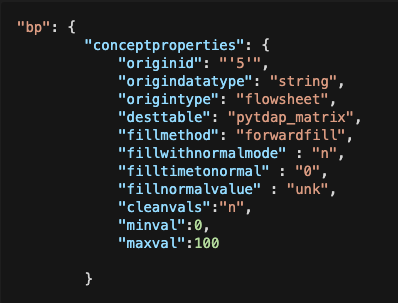 "bp": {
"conceptproperties": {
"originid": "'5'",
"origindatatype": "string",
"origintype": "flowsheet",
"desttable": "pytdap_matrix",
"fillmethod": "forwardfill",
"fillwithnormalmode" : "n",
"filltimetonormal" : "0",
"fillnormalvalue" : "unk",
"cleanvals":"n",
"minval":0,
"maxval":100
}